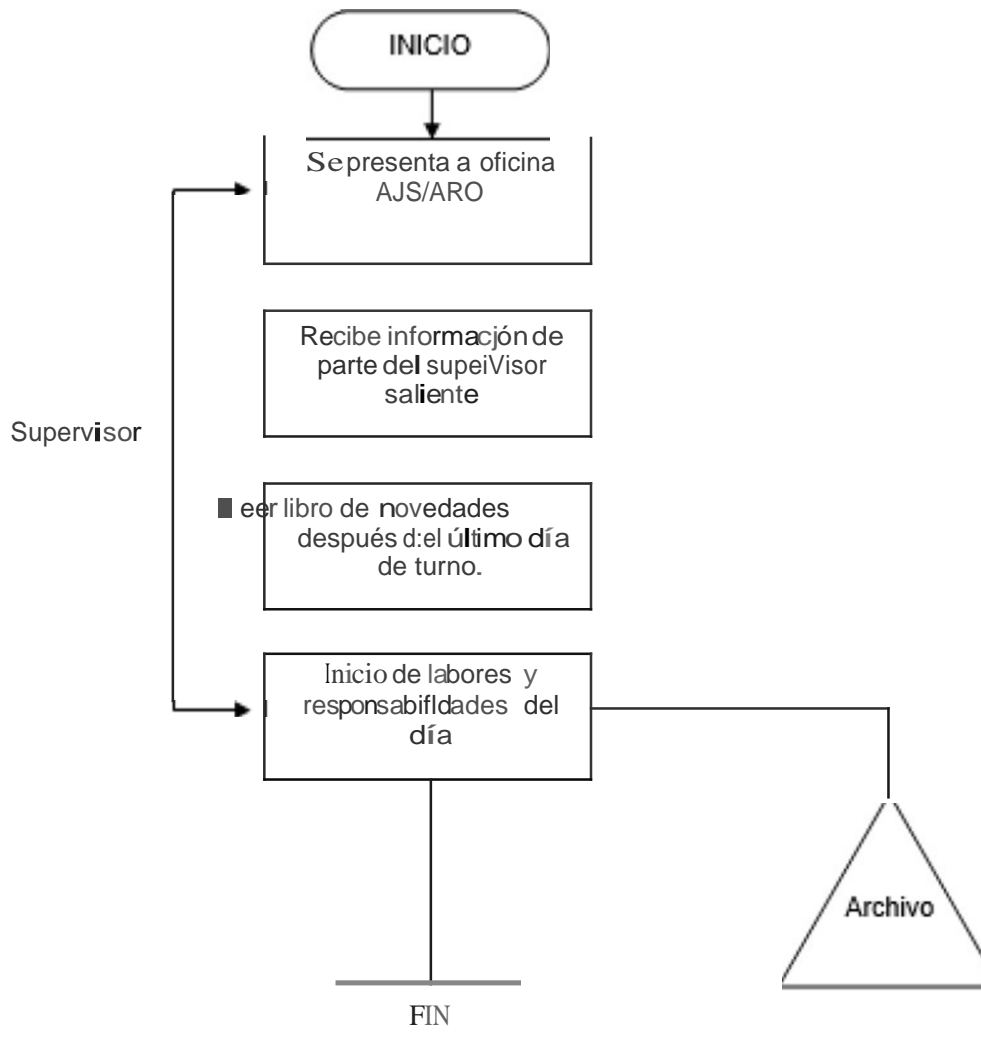 INICIO
Se presenta a oficina
AJS/ARO
Recibe informacjón de
parte del supeiVisor
saliente
Supervisor
eer libro de novedades
después d:el último día
de turno.
Inicio de labores y
responsabifldades del
día
Archivo
FIN